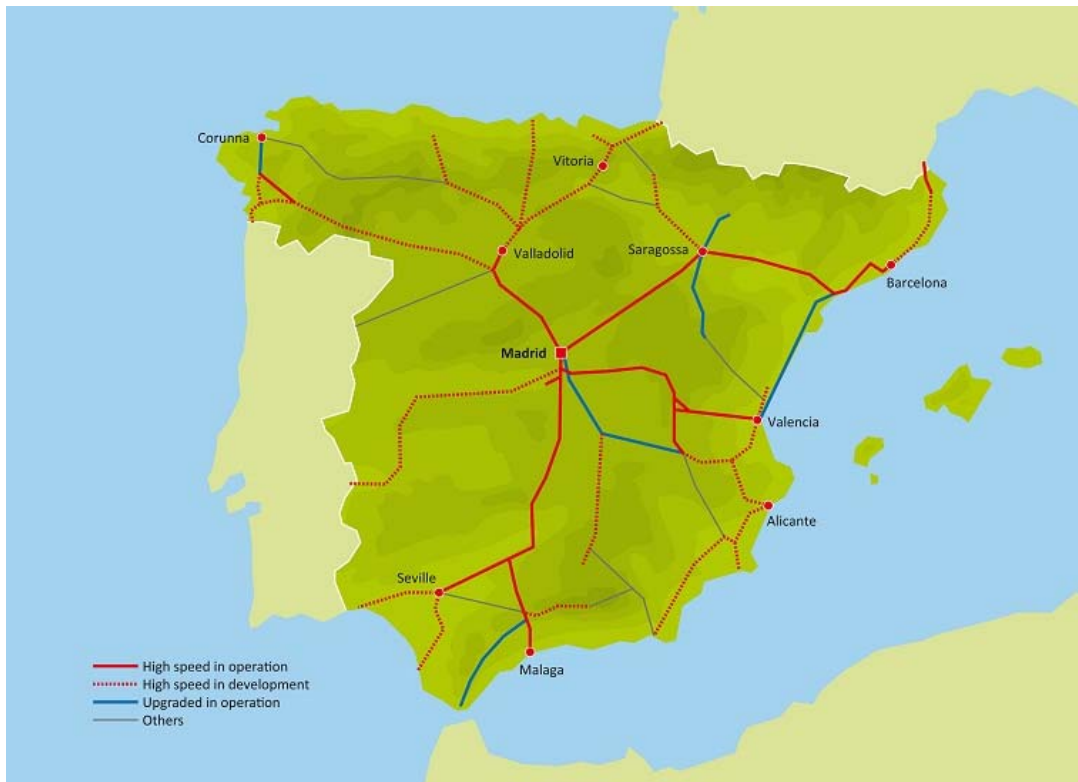 Corunna
Vitoria
Valladolid
Saragossa
Barcelona
Madrid
Valencia
Alicante
Seville
Malaga
High speed in operation
High speed in development
Upgraded in operation
Others